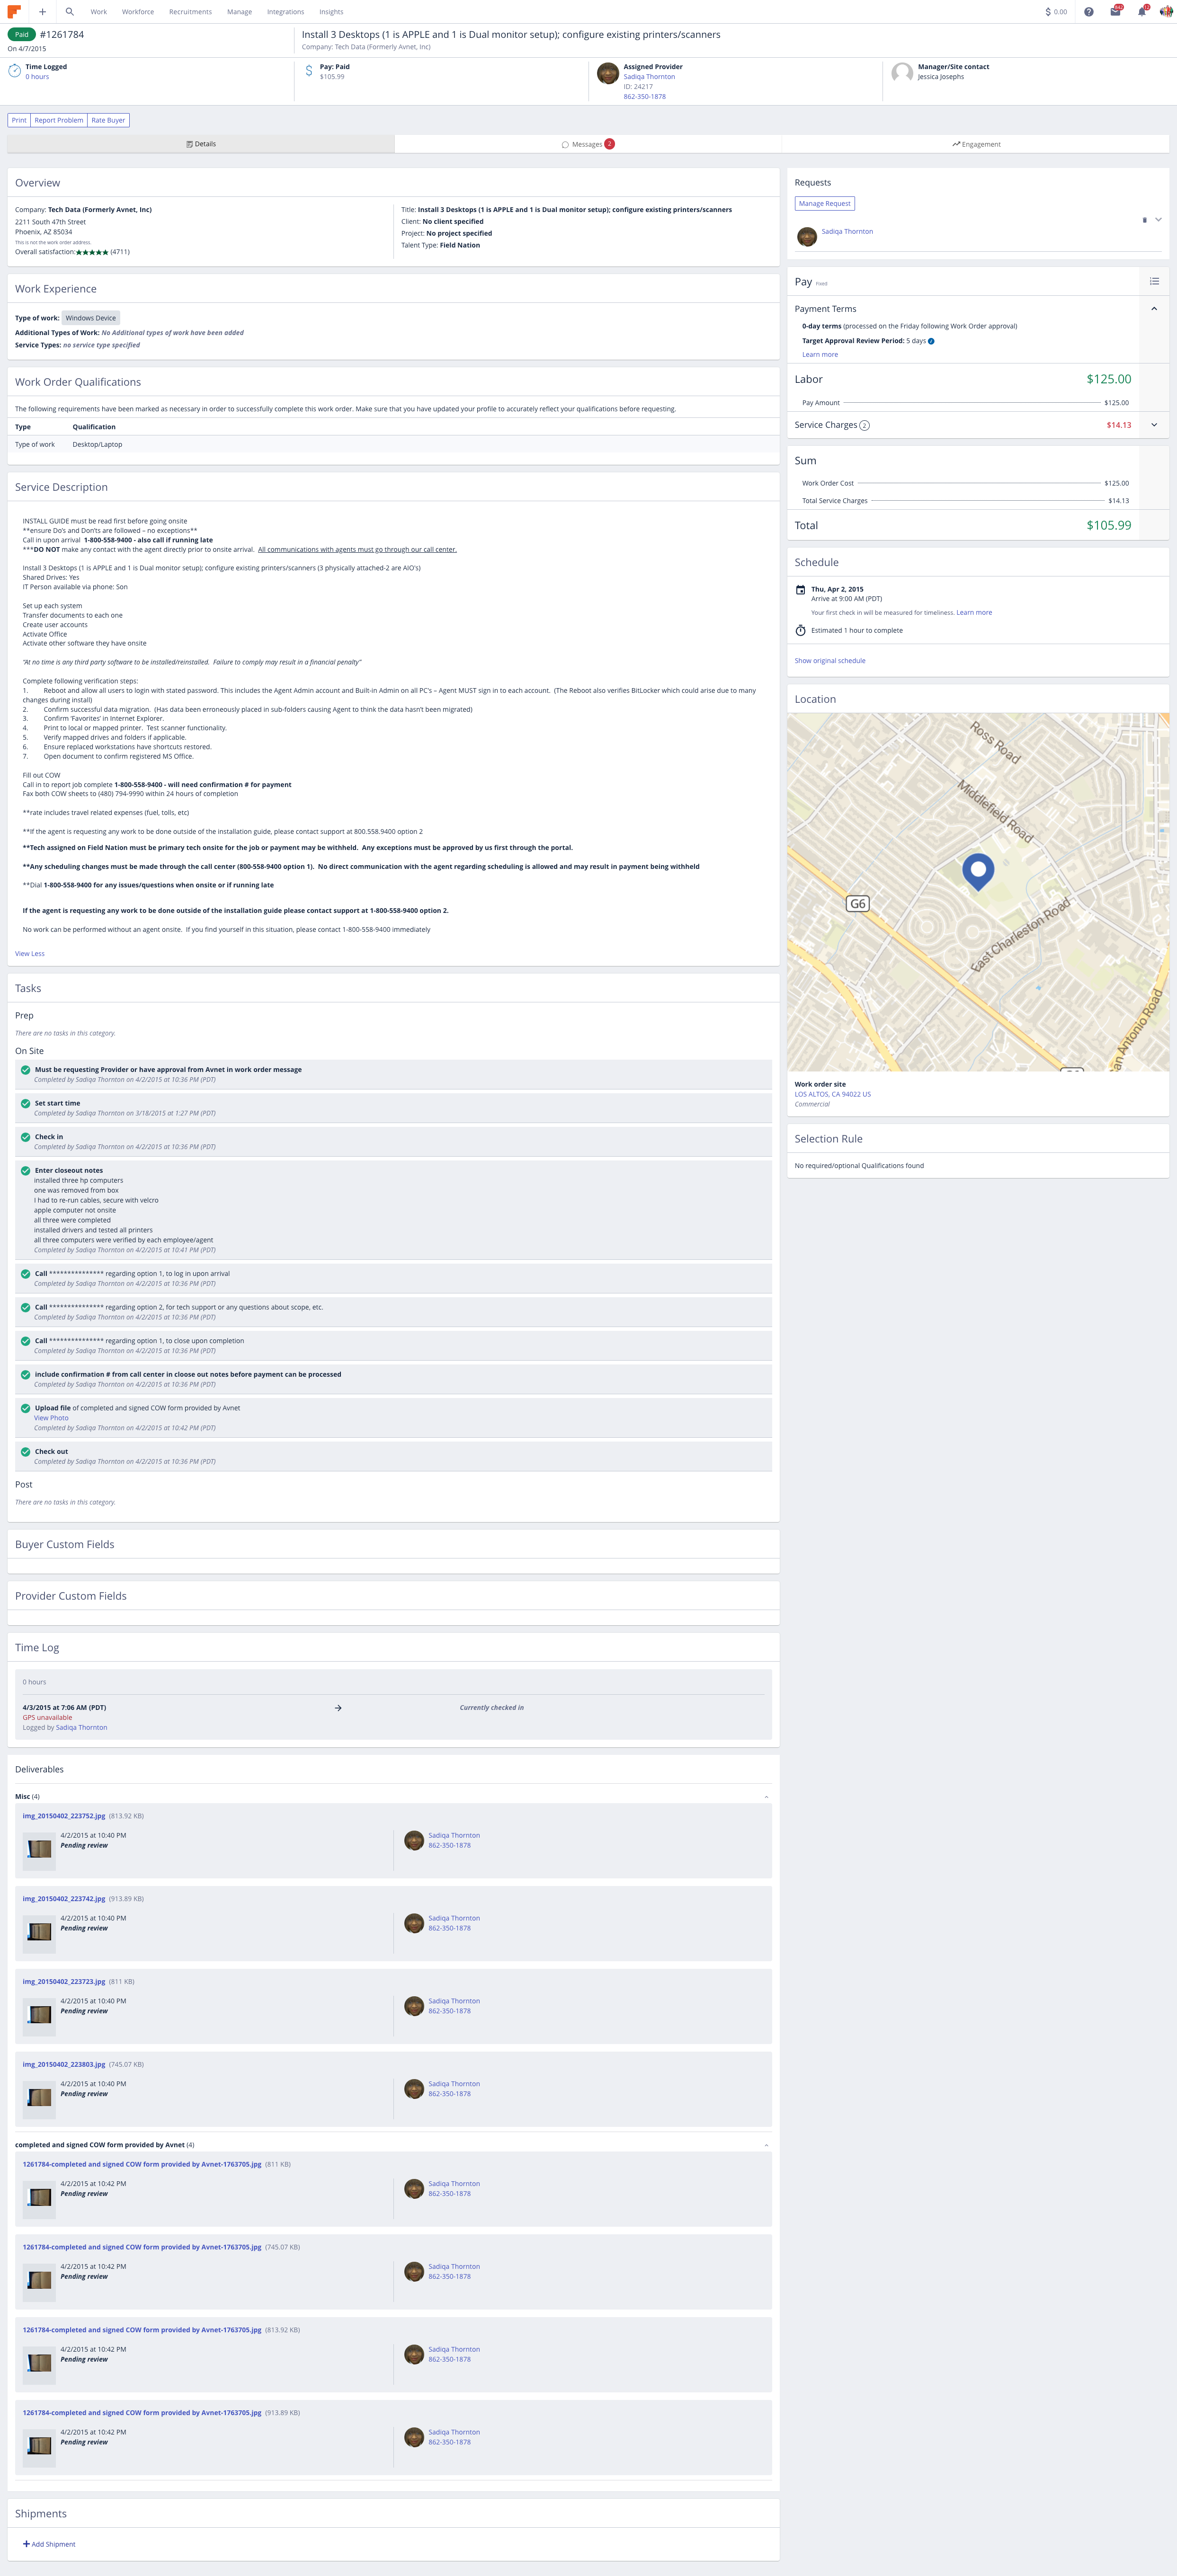 Work Workforce Recruitments Manage Integrations Insights
$ 0.00
Paid #1261784
On 4/7/2015
Install 3 Desktops (1 is APPLE and 1 is Dual monitor setup); configure existing printers/scanners
Company: Tech Data (Formerly Avnet, Inc)
Time Logged
0 hours
Pay: Paid
$105.99
Assigned Provider
Sadiqa Thornton
ID: 24217
862-350-1878
Manager/Site contact
Jessica Josephs
Print Report Problem Rate Buyer
Details
Messages 2
Engagement
Overview
Company: Tech Data (Formerly Avnet, Inc)
2211 South 47th Street
Phoenix, AZ 85034
This is not the work order address.
Overall satisfaction:★★★★★ (4711)
Title: Install 3 Desktops (1 is APPLE and 1 is Dual monitor setup); configure existing printers/scanners
Client: No client specified
Project: No project specified
Talent Type: Field Nation
Work Experience
Type of work: Windows Device
Additional Types of Work: No Additional types of work have been added
Service Types: no service type specified
Work Order Qualifications
The following requirements have been marked as necessary in order to successfully complete this work order. Make sure that you have updated your profile to accurately reflect your qualifications before requesting.
Type Qualification
Type of work Desktop/Laptop
Service Description
INSTALL GUIDE must be read first before going onsite
**ensure Do's and Don'ts are followed – no exceptions**
Call in upon arrival 1-800-558-9400 - also call if running late
***DO NOT make any contact with the agent directly prior to onsite arrival. All communications with agents must go through our call center.
Install 3 Desktops (1 is APPLE and 1 is Dual monitor setup); configure existing printers/scanners (3 physically attached-2 are AIO's)
Shared Drives: Yes
IT Person available via phone: Son
Set up each system
Transfer documents to each one
Create user accounts
Activate Office
Activate other software they have onsite
"At no time is any third party software to be installed/reinstalled. Failure to comply may result in a financial penalty"
Complete following verification steps:
1. Reboot and allow all users to login with stated password. This includes the Agent Admin account and Built-in Admin on all PC's – Agent MUST sign in to each account. (The Reboot also verifies BitLocker which could arise due to many
changes during install)
2. Confirm successful data migration. (Has data been erroneously placed in sub-folders causing Agent to think the data hasn't been migrated)
3. Confirm 'Favorites' in Internet Explorer.
4. Print to local or mapped printer. Test scanner functionality.
5. Verify mapped drives and folders if applicable.
6. Ensure replaced workstations have shortcuts restored.
7. Open document to confirm registered MS Office.
Fill out COW
Call in to report job complete 1-800-558-9400 - will need confirmation # for payment
Fax both COW sheets to (480) 794-9990 within 24 hours of completion
**rate includes travel related expenses (fuel, tolls, etc)
**If the agent is requesting any work to be done outside of the installation guide, please contact support at 800.558.9400 option 2
**Tech assigned on Field Nation must be primary tech onsite for the job or payment may be withheld. Any exceptions must be approved by us first through the portal.
**Any scheduling changes must be made through the call center (800-558-9400 option 1). No direct communication with the agent regarding scheduling is allowed and may result in payment being withheld
**Dial 1-800-558-9400 for any issues/questions when onsite or if running late
If the agent is requesting any work to be done outside of the installation guide please contact support at 1-800-558-9400 option 2.
No work can be performed without an agent onsite. If you find yourself in this situation, please contact 1-800-558-9400 immediately
View Less
Tasks
Prep
There are no tasks in this category.
On Site
Must be requesting Provider or have approval from Avnet in work order message
Completed by Sadiqa Thornton on 4/2/2015 at 10:36 PM (PDT)
Set start time
Completed by Sadiqa Thornton on 3/18/2015 at 1:27 PM (PDT)
Check in
Completed by Sadiqa Thornton on 4/2/2015 at 10:36 PM (PDT)
Enter closeout notes
installed three hp computers
one was removed from box
I had to re-run cables, secure with velcro
apple computer not onsite
all three were completed
installed drivers and tested all printers
all three computers were verified by each employee/agent
Completed by Sadiqa Thornton on 4/2/2015 at 10:41 PM (PDT)
Call *************** regarding option 1, to log in upon arrival
Completed by Sadiqa Thornton on 4/2/2015 at 10:36 PM (PDT)
Call *************** regarding option 2, for tech support or any questions about scope, etc.
Completed by Sadiqa Thornton on 4/2/2015 at 10:36 PM (PDT)
Call *************** regarding option 1, to close upon completion
Completed by Sadiqa Thornton on 4/2/2015 at 10:36 PM (PDT)
include confirmation # from call center in cloose out notes before payment can be processed
Completed by Sadiqa Thornton on 4/2/2015 at 10:36 PM (PDT)
Upload file of completed and signed COW form provided by Avnet
View Photo
Completed by Sadiqa Thornton on 4/2/2015 at 10:42 PM (PDT)
Check out
Completed by Sadiqa Thornton on 4/2/2015 at 10:36 PM (PDT)
Post
There are no tasks in this category.
Buyer Custom Fields
Provider Custom Fields
Time Log
0 hours
4/3/2015 at 7:06 AM (PDT) → Currently checked in
GPS unavailable
Logged by Sadiqa Thornton
Deliverables
Misc (4)
img_20150402_223752.jpg (813.92 KB)
4/2/2015 at 10:40 PM
Pending review
Sadiqa Thornton
862-350-1878
img_20150402_223742.jpg (913.89 KB)
4/2/2015 at 10:40 PM
Pending review
Sadiqa Thornton
862-350-1878
img_20150402_223723.jpg (811 KB)
4/2/2015 at 10:40 PM
Pending review
Sadiqa Thornton
862-350-1878
img_20150402_223803.jpg (745.07 KB)
4/2/2015 at 10:40 PM
Pending review
Sadiqa Thornton
862-350-1878
completed and signed COW form provided by Avnet (4)
1261784-completed and signed COW form provided by Avnet-1763705.jpg (811 KB)
4/2/2015 at 10:42 PM
Pending review
Sadiqa Thornton
862-350-1878
1261784-completed and signed COW form provided by Avnet-1763705.jpg (745.07 KB)
4/2/2015 at 10:42 PM
Pending review
Sadiqa Thornton
862-350-1878
1261784-completed and signed COW form provided by Avnet-1763705.jpg (813.92 KB)
4/2/2015 at 10:42 PM
Pending review
Sadiqa Thornton
862-350-1878
1261784-completed and signed COW form provided by Avnet-1763705.jpg (913.89 KB)
4/2/2015 at 10:42 PM
Pending review
Sadiqa Thornton
862-350-1878
Shipments
Add Shipment
Requests
Manage Request
Sadiqa Thornton
Pay Fixed
Payment Terms
0-day terms (processed on the Friday following Work Order approval)
Target Approval Review Period: 5 days
Learn more
Labor $125.00
Pay Amount $125.00
Service Charges 2 $14.13
Sum
Work Order Cost $125.00
Total Service Charges $14.13
Total $105.99
Schedule
Thu, Apr 2, 2015
Arrive at 9:00 AM (PDT)
Your first check in will be measured for timeliness. Learn more
Estimated 1 hour to complete
Show original schedule
Location
Ross Road
Middlefield Road
G6
East Charleston Road
an Antonio Road
Work order site
LOS ALTOS, CA 94022 US
Commercial
Selection Rule
No required/optional Qualifications found